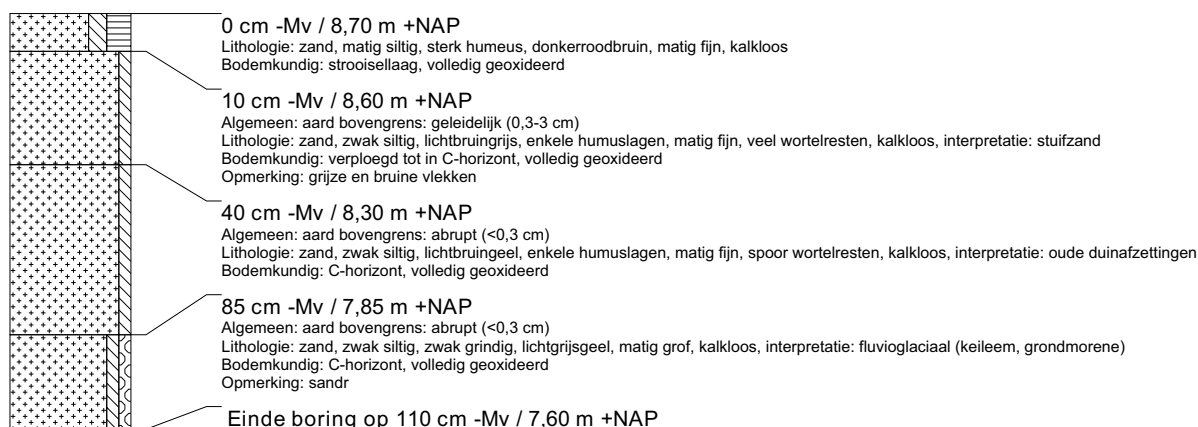 0 cm -Mv / 8,70 m +NAP
Lithologie: zand, matig siltig, sterk humeus, donkerroodbruin, matig fijn, kalkloos
Bodemkundig: strooisellaag, volledig geoxideerd
10 cm -Mv / 8,60 m +NAP
Algemeen: aard bovengrens: geleidelijk (0,3-3 cm)
Lithologie: zand, zwak siltig, lichtbruingrijs, enkele humuslagen, matig fijn, veel wortelresten, kalkloos, interpretatie: stuifzand
Bodemkundig: verploegd tot in C-horizont, volledig geoxideerd
Opmerking: grijze en bruine vlekken
40 cm -Mv / 8,30 m +NAP
Algemeen: aard bovengrens: abrupt (<0,3 cm)
Lithologie: zand, zwak siltig, lichtbruingeel, enkele humuslagen, matig fijn, spoor wortelresten, kalkloos, interpretatie: oude duinafzettingen
Bodemkundig: C-horizont, volledig geoxideerd
85 cm -Mv / 7,85 m +NAP
Algemeen: aard bovengrens: abrupt (<0,3 cm)
Lithologie: zand, zwak siltig, zwak grindig, lichtgrijsgeel, matig grof, kalkloos, interpretatie: fluvioglaciaal (keileem, grondmorene)
Bodemkundig: C-horizont, volledig geoxideerd
Opmerking: sandr
Einde boring op 110 cm -Mv / 7,60 m +NAP